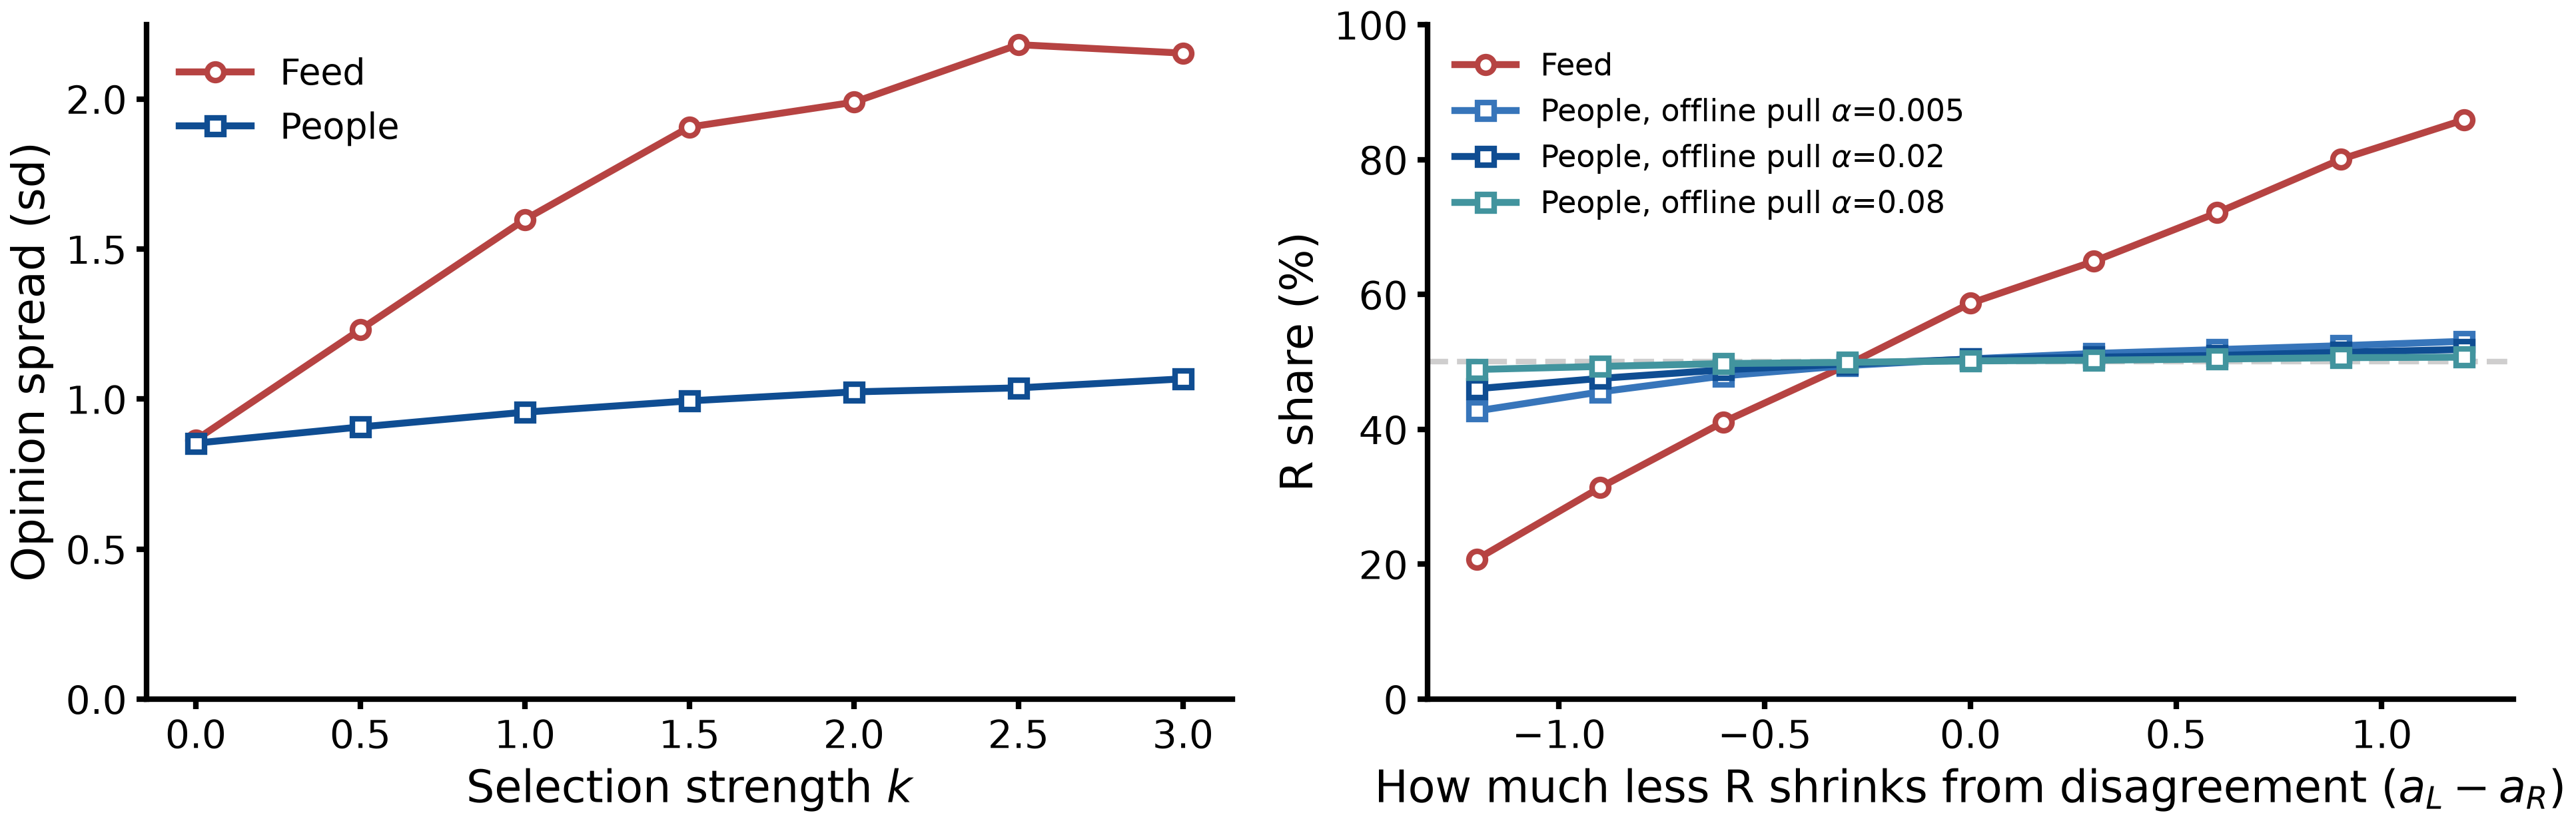 Opinion spread (sd)
2.0
1.5
1.0
0.5
0.0
Feed
People
0.0 0.5 1.0 1.5 2.0 2.5 3.0
Selection strength k
R share (%)
100
80
60
40
20
0
Feed
People, offline pull α=0.005
People, offline pull α=0.02
People, offline pull α=0.08
−1.0 −0.5 0.0 0.5 1.0
How much less R shrinks from disagreement (a_L − a_R)